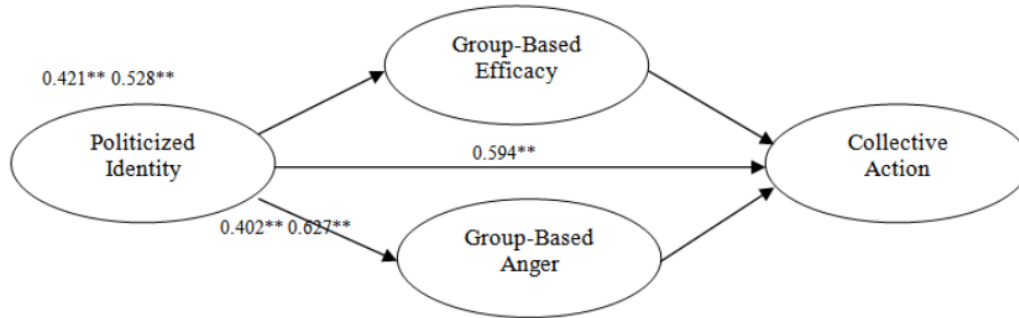 Group-Based
Efficacy
0.421** 0.528**
Politicized
Identity
0.594**
Collective
Action
0.402** 0.627**
Group-Based
Anger